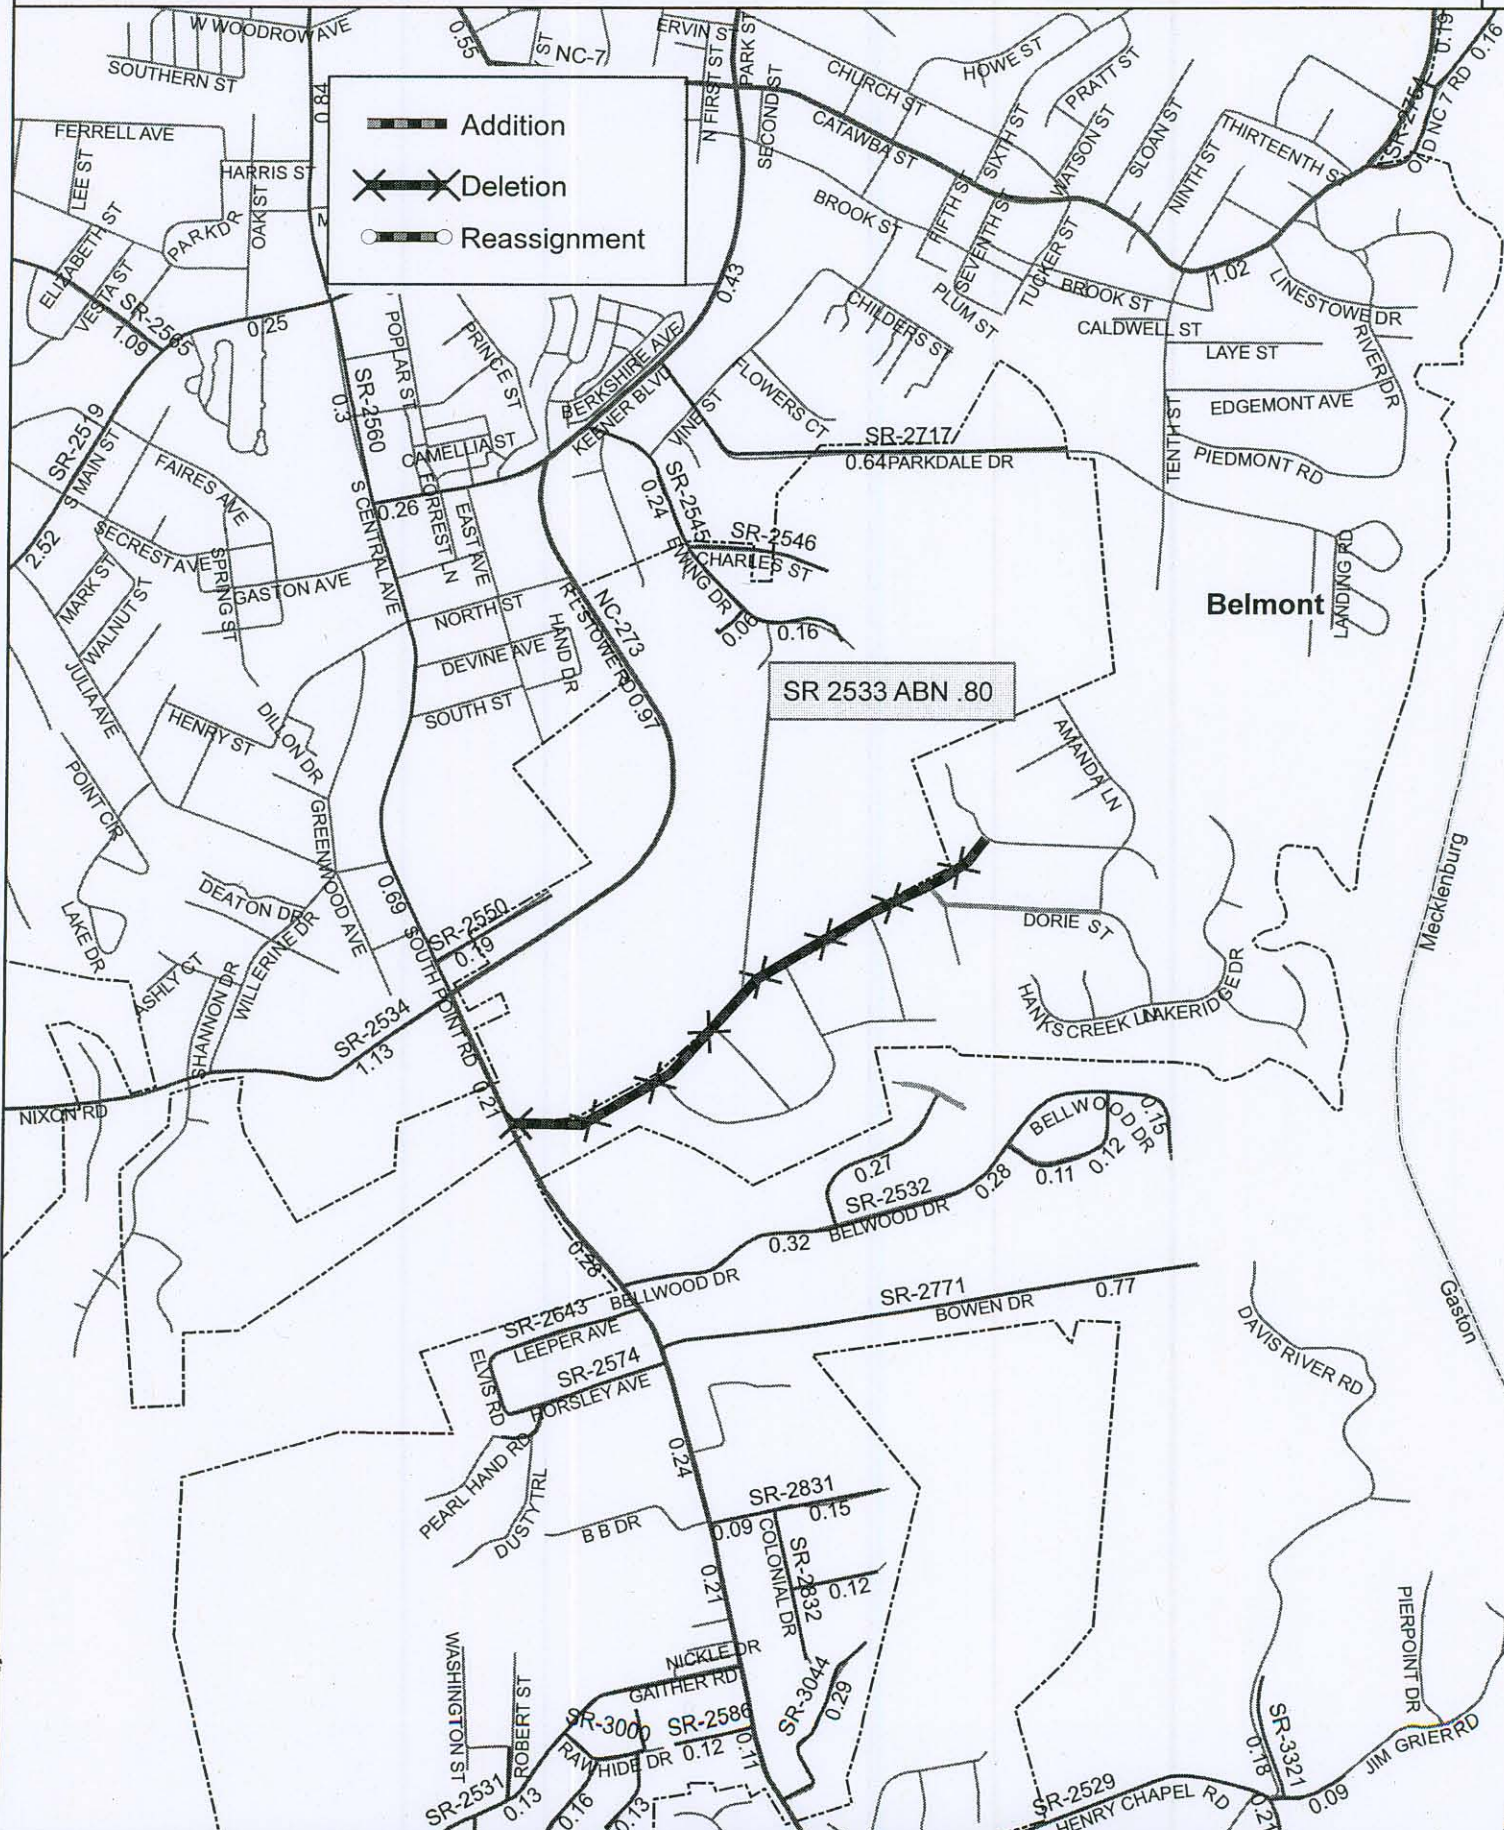 W WOODROW AVE
0.55
ERVIN ST
PARK ST
SR-2754
0.19
0.16
SOUTHERN ST
NC-7
N FIRST ST
SECOND ST
CHURCH ST
HOWE ST
PRATT ST
OLD NC 7 RD
0.84
Addition
Deletion
Reassignment
FERRELL AVE
LEE ST
HARRIS ST
OAK ST
PARKDR
ELIZABETH ST
VESTA ST
CATAWBA ST
SIXTH ST
WATSON ST
SLOAN ST
NINTH ST
THIRTEENTH ST
BROOK ST
FIFTH ST
SEVENTH ST
TUCKER ST
PLUM ST
BROOK ST
1.02
LINESTOWE DR
CALDWELL ST
LAYE ST
RIVER DR
EDGEMONT AVE
TENTH ST
PIEDMONT RD
SR-2565
1.09
0.25
0.43
CHILDERS ST
POPLAR ST
PRINCE ST
BERKSHIRE AVE
KEENER BLVD
FLOWERS CT
VINE ST
SR-2560
0.3
SR-2519
S MAIN ST
2.52
FAIRES AVE
CAMELLIA ST
SR-2717
0.64
PARKDALE DR
0.26
S CENTRAL AVE
FORREST LN
EAST AVE
SR-2545
0.24
SR-2546
CHARLES ST
EWING DR
0.06
0.16
SECREST AVE
SPRING ST
GASTON AVE
MARK ST
WALNUT ST
JULIA AVE
NORTH ST
DEVINE AVE
HAND DR
SOUTH ST
NC-273
R L STOWE RD
0.97
Belmont
LANDING RD
SR 2533 ABN .80
HENRY ST
DILLON DR
POINT CIR
GREENWOOD AVE
AMANDA LN
LAKE DR
DEATON DR
WILLERINE DR
0.69
SR-2550
0.19
SOUTH POINT RD
ASHLY CT
SHANNON DR
SR-2534
1.13
NIXON RD
0.21
DORIE ST
HANKS CREEK LN
LAKERIDGE DR
Mecklenburg
Gaston
BELLWOOD DR
0.15
0.12
0.11
0.28
0.27
SR-2532
BELWOOD DR
0.32
0.28
BELLWOOD DR
SR-2771
BOWEN DR
0.77
SR-2643
LEEPER AVE
ELVIS RD
SR-2574
HORSLEY AVE
DAVIS RIVER RD
PEARL HAND RD
DUSTY TRL
0.24
B B DR
SR-2831
0.15
0.09
COLONIAL DR
SR-2832
0.12
0.21
NICKLE DR
GAITHER RD
WASHINGTON ST
ROBERT ST
SR-3000
SR-2586
RAWHIDE DR
0.12
0.11
SR-3044
0.29
SR-2531
0.13
0.16
0.13
PIERPOINT DR
SR-3321
0.18
JIM GRIER RD
0.09
SR-2529
HENRY CHAPEL RD
0.21